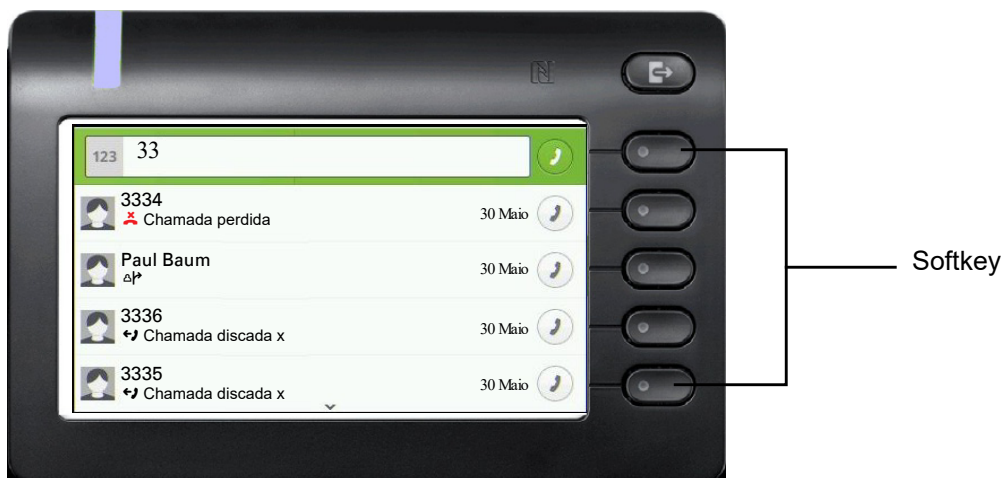 123 33
3334
Chamada perdida
30 Maio
Paul Baum
30 Maio
3336
Chamada discada x
30 Maio
3335
Chamada discada x
30 Maio
Softkey